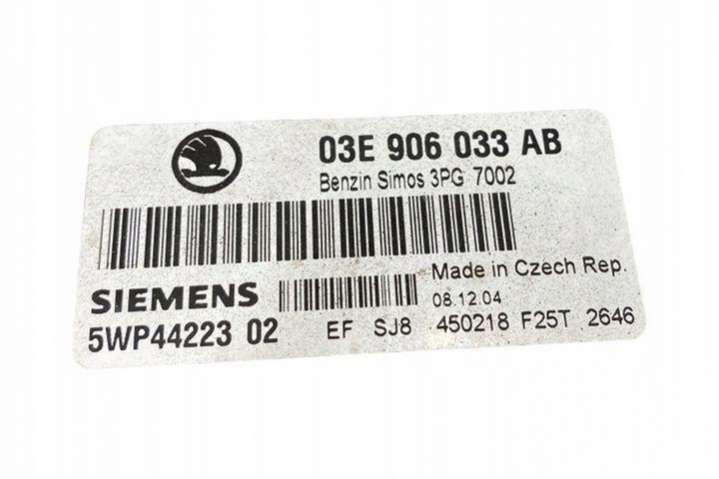 03E 906 033 AB
Benzin Simos 3PG 7002
Made in Czech Rep.
SIEMENS
08.12.04
5WP44223 02 EF SJ8 450218 F25T 2646